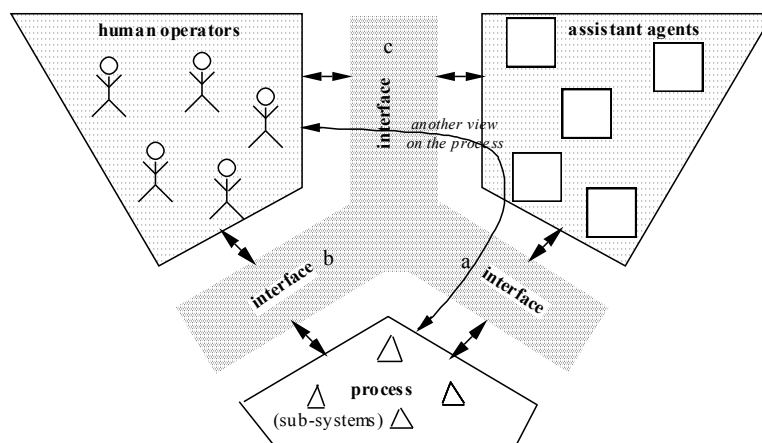 human operators
assistant agents
c
interface
another view
on the process
b
a
interface
interface
process
(sub-systems)